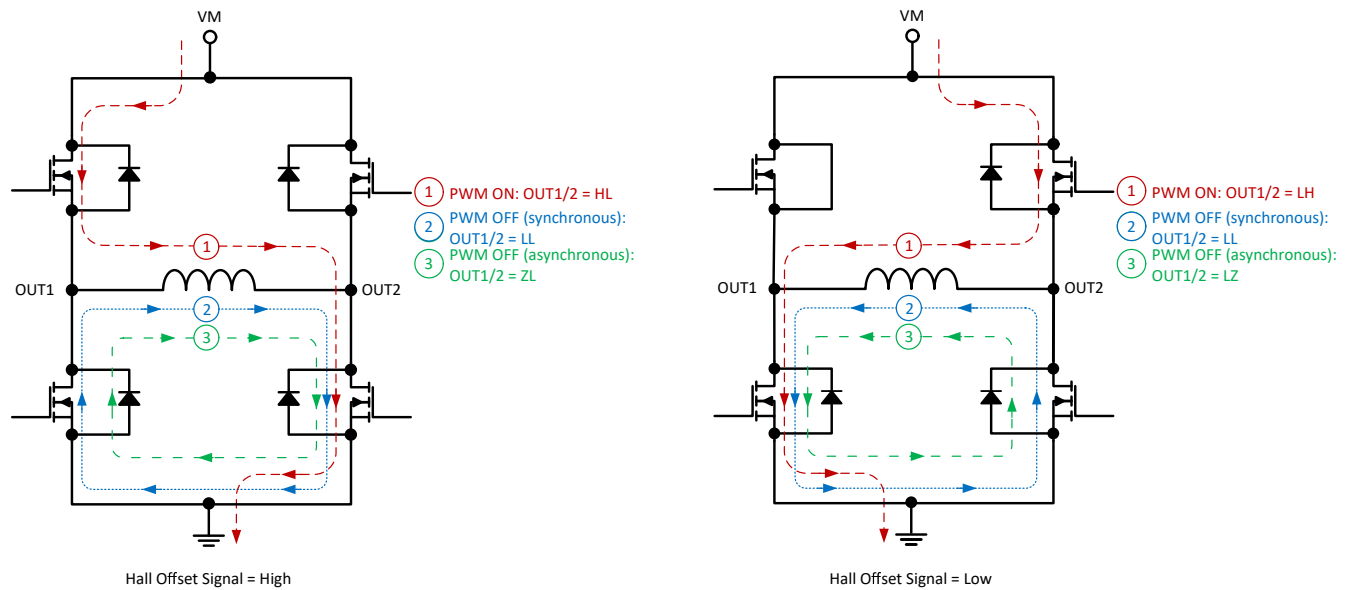 VM
1 PWM ON: OUT1/2 = HL
2 PWM OFF (synchronous):
OUT1/2 = LL
3 PWM OFF (asynchronous):
OUT1/2 = ZL
1
OUT1
OUT2
2
3
Hall Offset Signal = High
VM
1 PWM ON: OUT1/2 = LH
2 PWM OFF (synchronous):
OUT1/2 = LL
3 PWM OFF (asynchronous):
OUT1/2 = LZ
1
OUT1
OUT2
2
3
Hall Offset Signal = Low